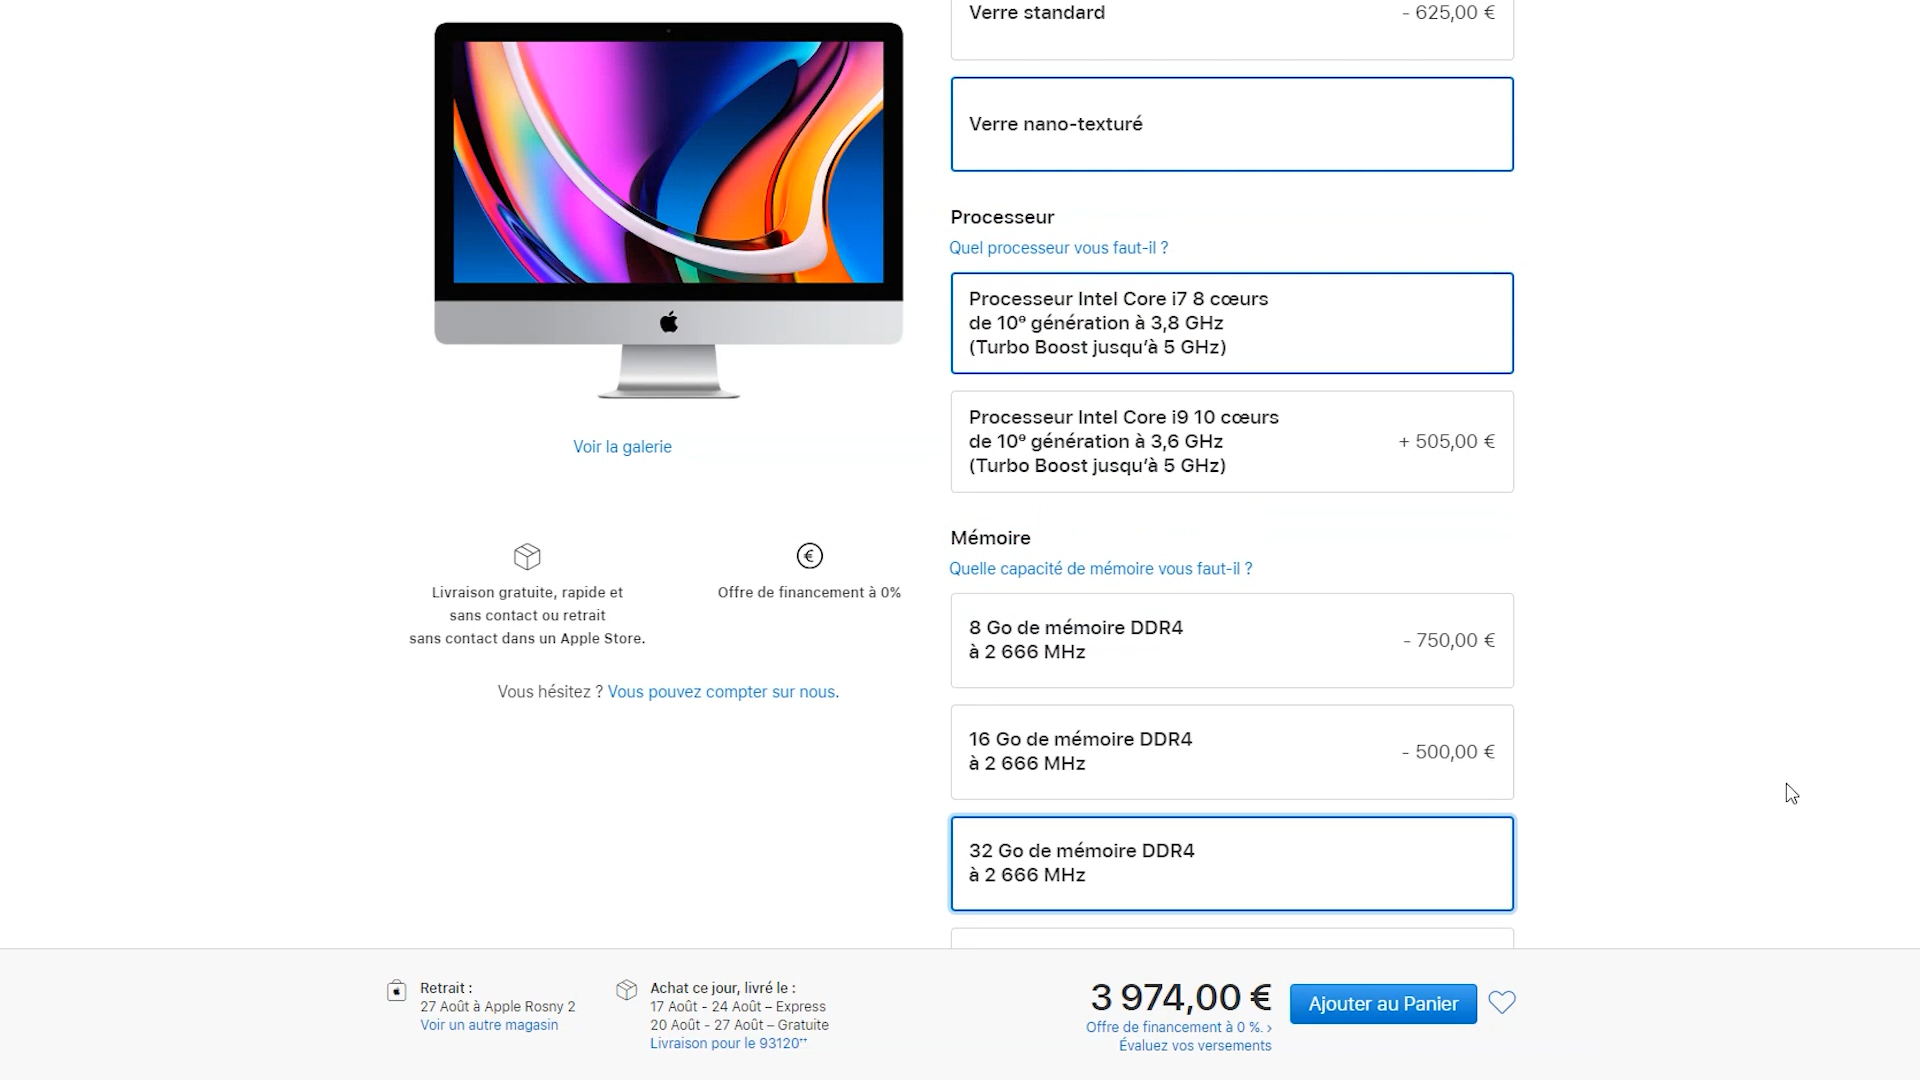 Verre standard
- 625,00 €
Verre nano-texturé
Processeur
Quel processeur vous faut-il ?
Processeur Intel Core i7 8 cœurs
de 10ᵉ génération à 3,8 GHz
(Turbo Boost jusqu’à 5 GHz)
Processeur Intel Core i9 10 cœurs
de 10ᵉ génération à 3,6 GHz
(Turbo Boost jusqu’à 5 GHz)
+ 505,00 €
Voir la galerie
Livraison gratuite, rapide et
sans contact ou retrait
sans contact dans un Apple Store.
Offre de financement à 0%
Vous hésitez ? Vous pouvez compter sur nous.
Mémoire
Quelle capacité de mémoire vous faut-il ?
8 Go de mémoire DDR4
à 2 666 MHz
- 750,00 €
16 Go de mémoire DDR4
à 2 666 MHz
- 500,00 €
32 Go de mémoire DDR4
à 2 666 MHz
Retrait :
27 Août à Apple Rosny 2
Voir un autre magasin
Achat ce jour, livré le :
17 Août - 24 Août – Express
20 Août - 27 Août – Gratuite
Livraison pour le 93120⁺⁺
3 974,00 €
Offre de financement à 0 %. ›
Évaluez vos versements
Ajouter au Panier